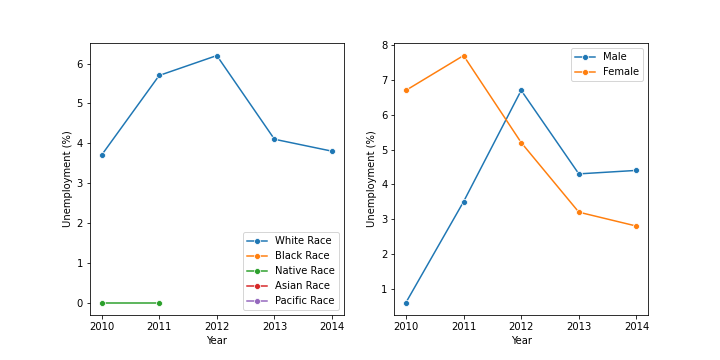 6
5
4
3
2
1
0
Unemployment (%)
2010 2011 2012 2013 2014
Year
White Race
Black Race
Native Race
Asian Race
Pacific Race
8
7
6
5
4
3
2
1
Unemployment (%)
2010 2011 2012 2013 2014
Year
Male
Female